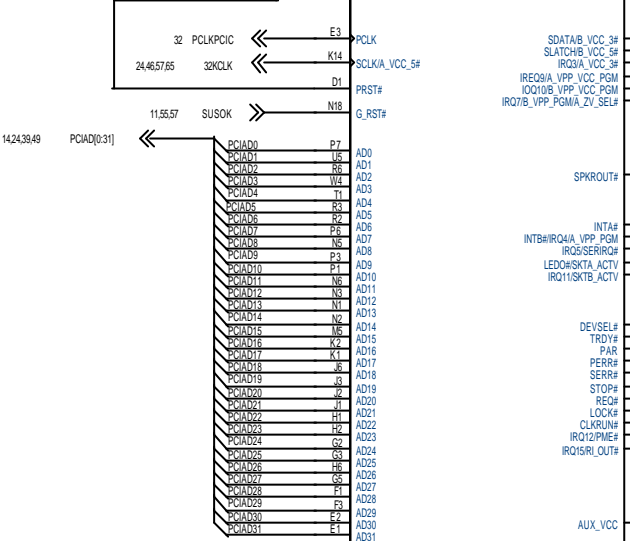 32 PCLKPCIC E3 PCLK
24,46,57,65 32KCLK K14 SCLK/A_VCC_5#
D1 PRST#
11,55,57 SUSOK N18 G_RST#
14,24,39,49 PCIAD[0:31]
PCIAD0 P7 AD0
PCIAD1 U5 AD1
PCIAD2 R6 AD2
PCIAD3 W4 AD3
PCIAD4 T1 AD4
PCIAD5 R3 AD5
PCIAD6 R2 AD6
PCIAD7 P6 AD7
PCIAD8 N5 AD8
PCIAD9 P3 AD9
PCIAD10 P1 AD10
PCIAD11 N6 AD11
PCIAD12 N3 AD12
PCIAD13 N1 AD13
PCIAD14 N2 AD14
PCIAD15 M5 AD15
PCIAD16 K2 AD16
PCIAD17 K1 AD17
PCIAD18 J6 AD18
PCIAD19 J3 AD19
PCIAD20 J2 AD20
PCIAD21 J1 AD21
PCIAD22 H1 AD22
PCIAD23 H2 AD23
PCIAD24 G2 AD24
PCIAD25 G3 AD25
PCIAD26 H6 AD26
PCIAD27 G5 AD27
PCIAD28 F1 AD28
PCIAD29 F3 AD29
PCIAD30 E2 AD30
PCIAD31 E1 AD31
SDATA/B_VCC_3#
SLATCH/B_VCC_5#
IRQ3/A_VCC_3#
IREQ9/A_VPP_VCC_PGM
IOQ10/B_VPP_VCC_PGM
IRQ7/B_VPP_PGM/A_ZV_SEL#
SPKROUT#
INTA#
INTB#/IRQ4/A_VPP_PGM
IRQ5/SERIRQ#
LEDO#/SKTA_ACTV
IRQ11/SKTB_ACTV
DEVSEL#
TRDY#
PAR
PERR#
SERR#
STOP#
REQ#
LOCK#
CLKRUN#
IRQ12/PME#
IRQ15/RI_OUT#
AUX_VCC